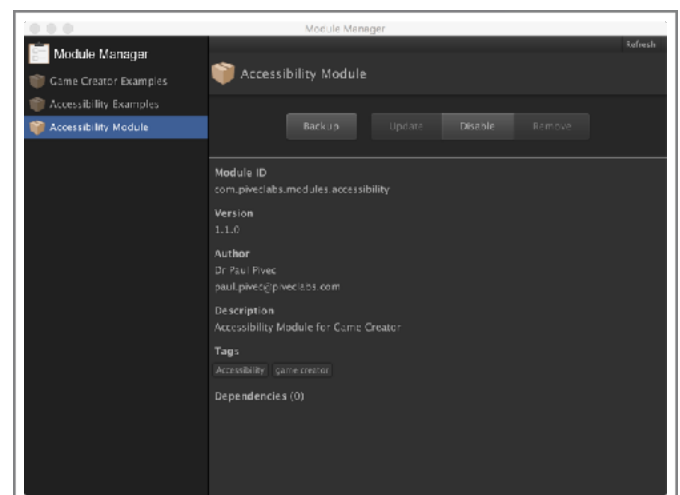 Module Manager
Refresh
Module Manager
Game Creator Examples
Accessibility Examples
Accessibility Module
Accessibility Module
Backup Update Disable Remove
Module ID
com.piveclabs.modules.accessibility
Version
1.1.0
Author
Dr Paul Pivec
paul.pivec@piveclabs.com
Description
Accessibility Module for Game Creator
Tags
Accessibility game creator
Dependencies (0)